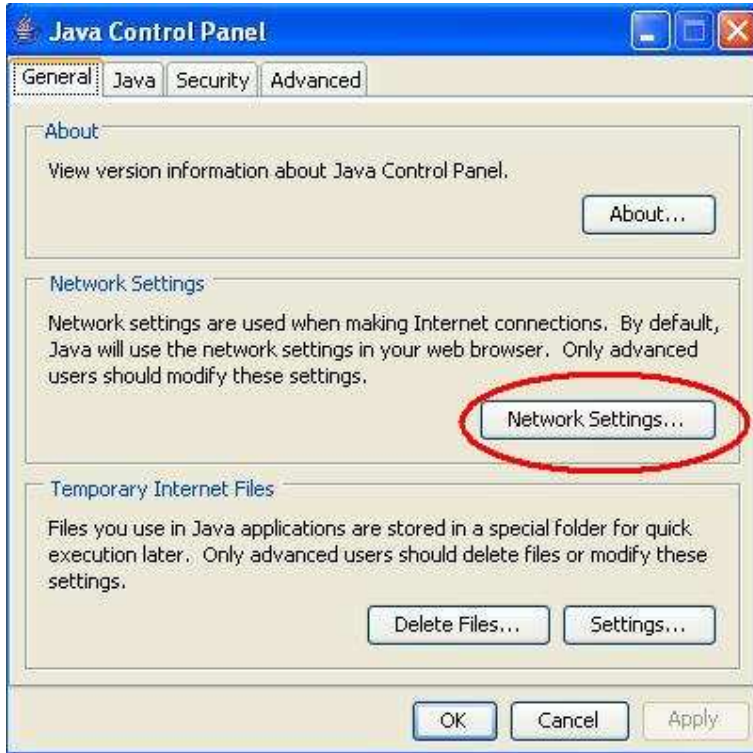 Java Control Panel
General Java Security Advanced
About
View version information about Java Control Panel.
About...
Network Settings
Network settings are used when making Internet connections.  By default,
Java will use the network settings in your web browser.  Only advanced
users should modify these settings.
Network Settings...
Temporary Internet Files
Files you use in Java applications are stored in a special folder for quick
execution later.  Only advanced users should delete files or modify these
settings.
Delete Files... Settings...
OK Cancel Apply